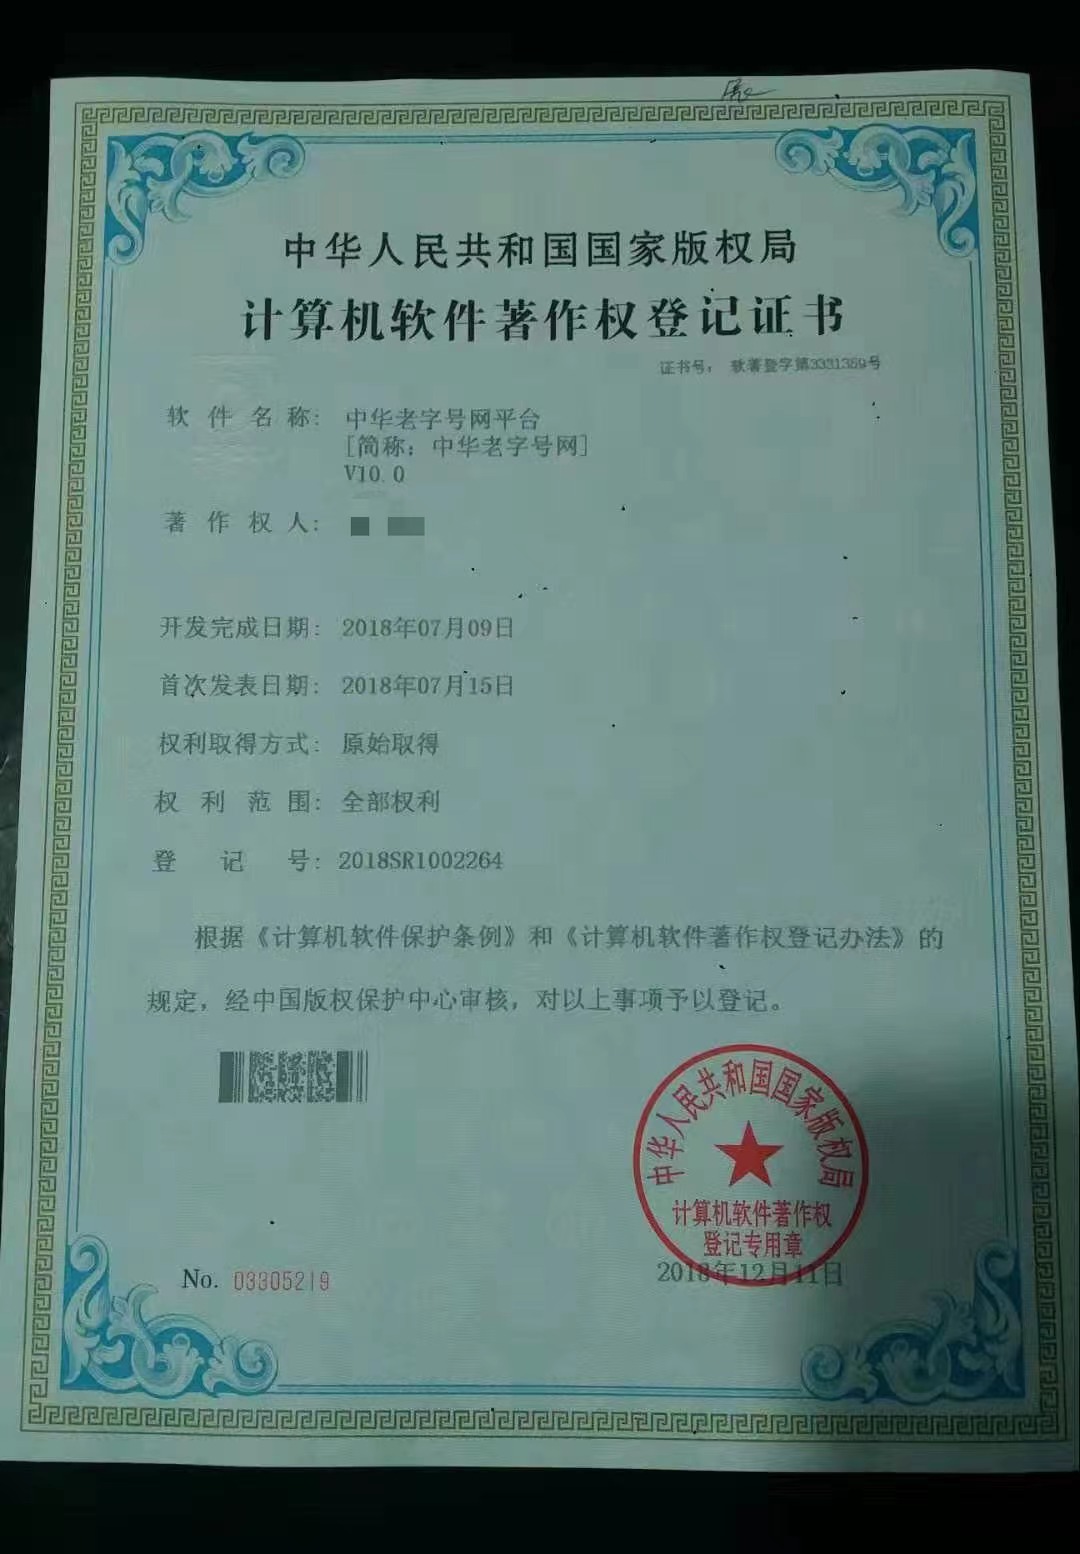 中华人民共和国国家版权局
计算机软件著作权登记证书
证书号： 软著登字第3331359号
软件名称： 中华老字号网平台
[简称：中华老字号网]
V10.0
著作权人：
开发完成日期： 2018年07月09日
首次发表日期： 2018年07月15日
权利取得方式： 原始取得
权利范围： 全部权利
登记号： 2018SR1002264
根据《计算机软件保护条例》和《计算机软件著作权登记办法》的
规定，经中国版权保护中心审核，对以上事项予以登记。
中华人民共和国国家版权局
计算机软件著作权
登记专用章
2018年12月11日
No. 03305219